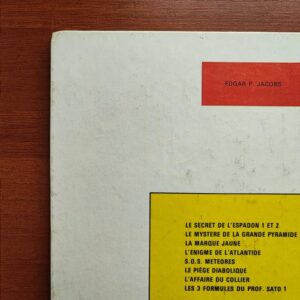 EDGAR P. JACOBS
LE SECRET DE L'ESPADON 1 ET 2
LE MYSTERE DE LA GRANDE PYRAMIDE
LA MARQUE JAUNE
L'ENIGME DE L'ATLANTIDE
S.O.S. METEORES
LE PIEGE DIABOLIQUE
L'AFFAIRE DU COLLIER
LES 3 FORMULES DU PROF. SATO 1